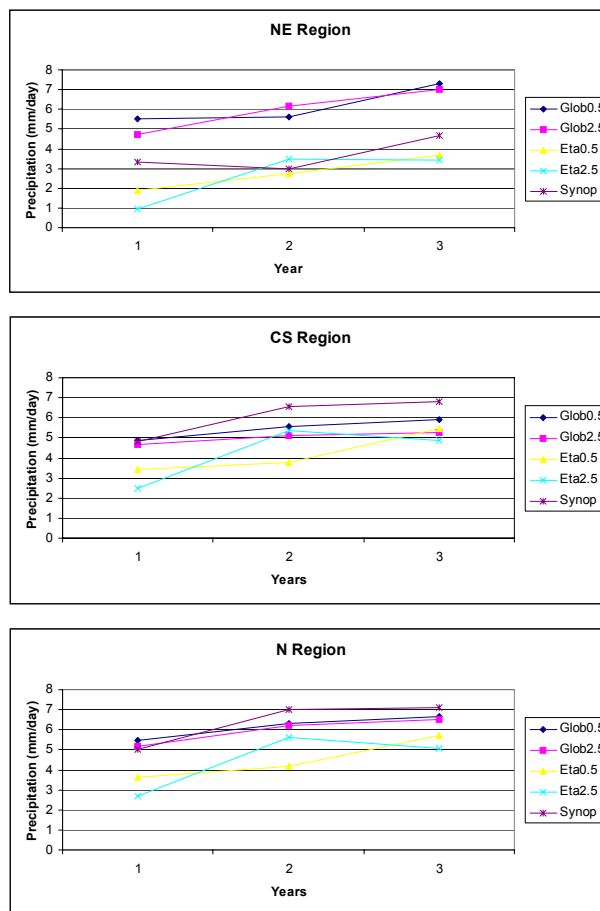 NE Region
8
7
6
5
4
3
2
1
0
1 2 3
Precipitation (mm/day)
Year
Glob0.5
Glob2.5
Eta0.5
Eta2.5
Synop
CS Region
8
7
6
5
4
3
2
1
0
1 2 3
Precipitation (mm/day)
Years
Glob0.5
Glob2.5
Eta0.5
Eta2.5
Synop
N Region
8
7
6
5
4
3
2
1
0
1 2 3
Precipitation (mm/day)
Years
Glob0.5
Glob2.5
Eta0.5
Eta2.5
Synop